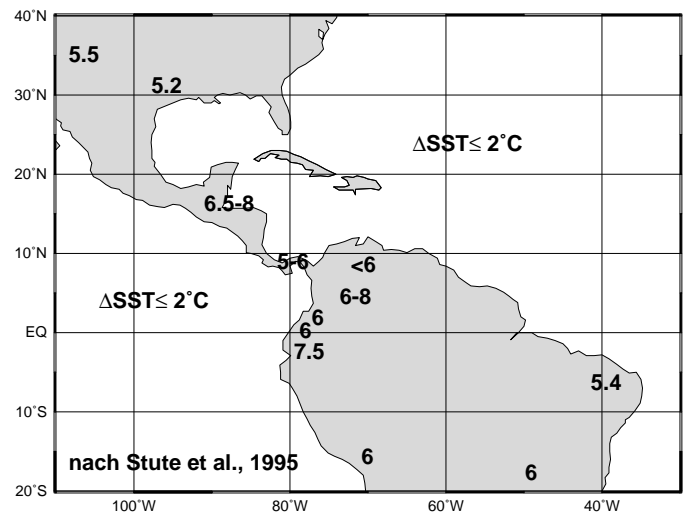 40˚N
5.5
5.2
30˚N
ΔSST≤ 2˚C
20˚N
6.5-8
10˚N
5-6
<6
ΔSST≤ 2˚C
6-8
6
EQ
6
7.5
5.4
10˚S
nach Stute et al., 1995
6
6
20˚S
100˚W
80˚W
60˚W
40˚W